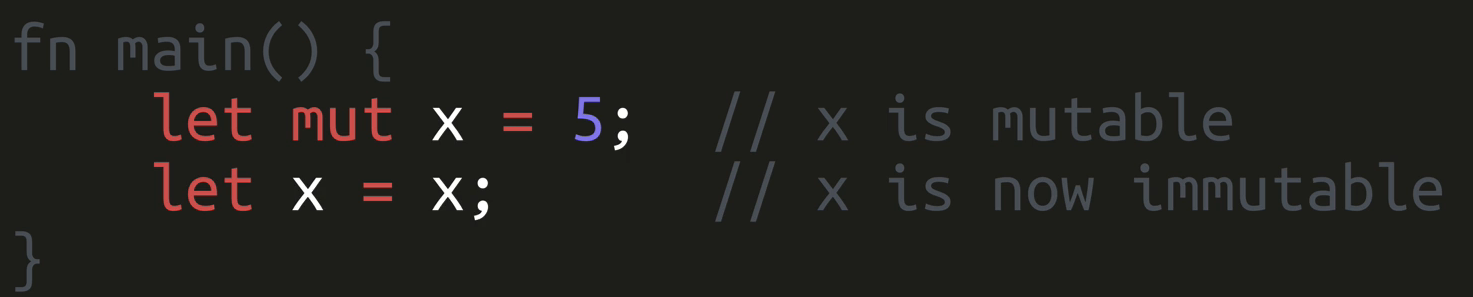 fn main() {
    let mut x = 5;  // x is mutable
    let x = x;      // x is now immutable
}